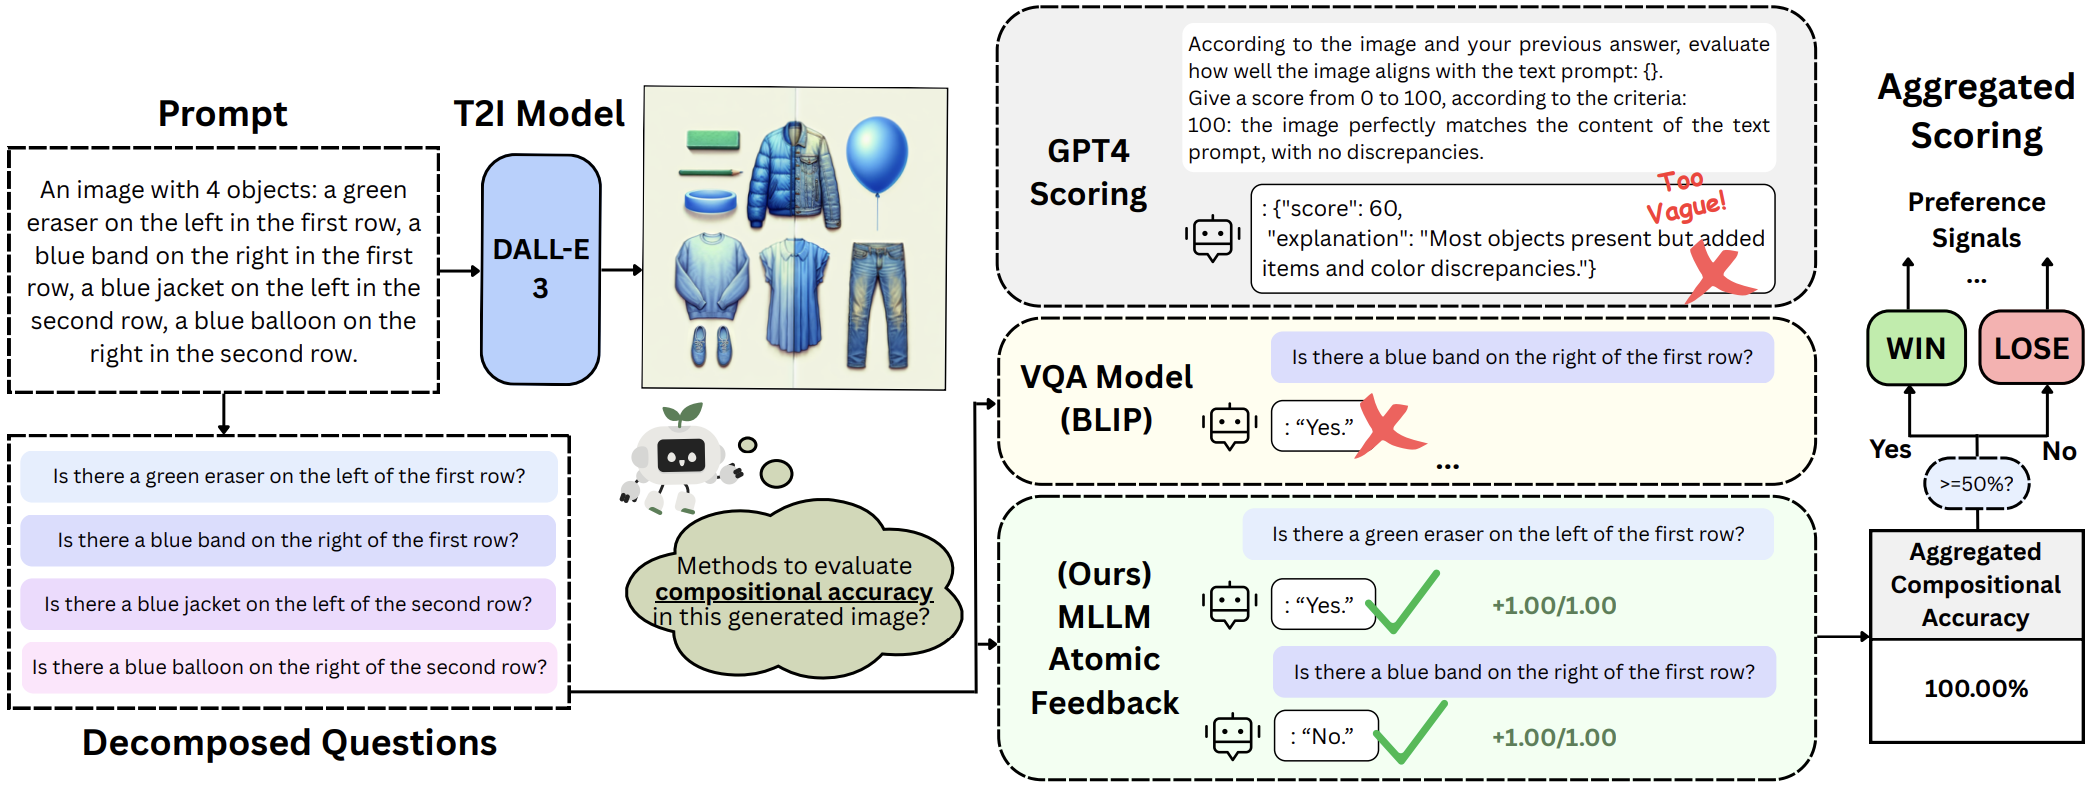 Prompt
An image with 4 objects: a green
eraser on the left in the first row, a
blue band on the right in the first
row, a blue jacket on the left in the
second row, a blue balloon on the
right in the second row.
T2I Model
DALL-E
3
Is there a green eraser on the left of the first row?
Is there a blue band on the right of the first row?
Is there a blue jacket on the left of the second row?
Is there a blue balloon on the right of the second row?
Decomposed Questions
Methods to evaluate
compositional accuracy
in this generated image?
GPT4
Scoring
According to the image and your previous answer, evaluate
how well the image aligns with the text prompt: {}.
Give a score from 0 to 100, according to the criteria:
100: the image perfectly matches the content of the text
prompt, with no discrepancies.
Too
Vague!
: {"score": 60,
"explanation": "Most objects present but added
items and color discrepancies."}
VQA Model
(BLIP)
Is there a blue band on the right of the first row?
: “Yes.”
...
(Ours)
MLLM
Atomic
Feedback
Is there a green eraser on the left of the first row?
: “Yes.”
+1.00/1.00
Is there a blue band on the right of the first row?
: “No.”
+1.00/1.00
Aggregated
Scoring
Preference
Signals
...
WIN
LOSE
Yes
No
>=50%?
Aggregated
Compositional
Accuracy
100.00%